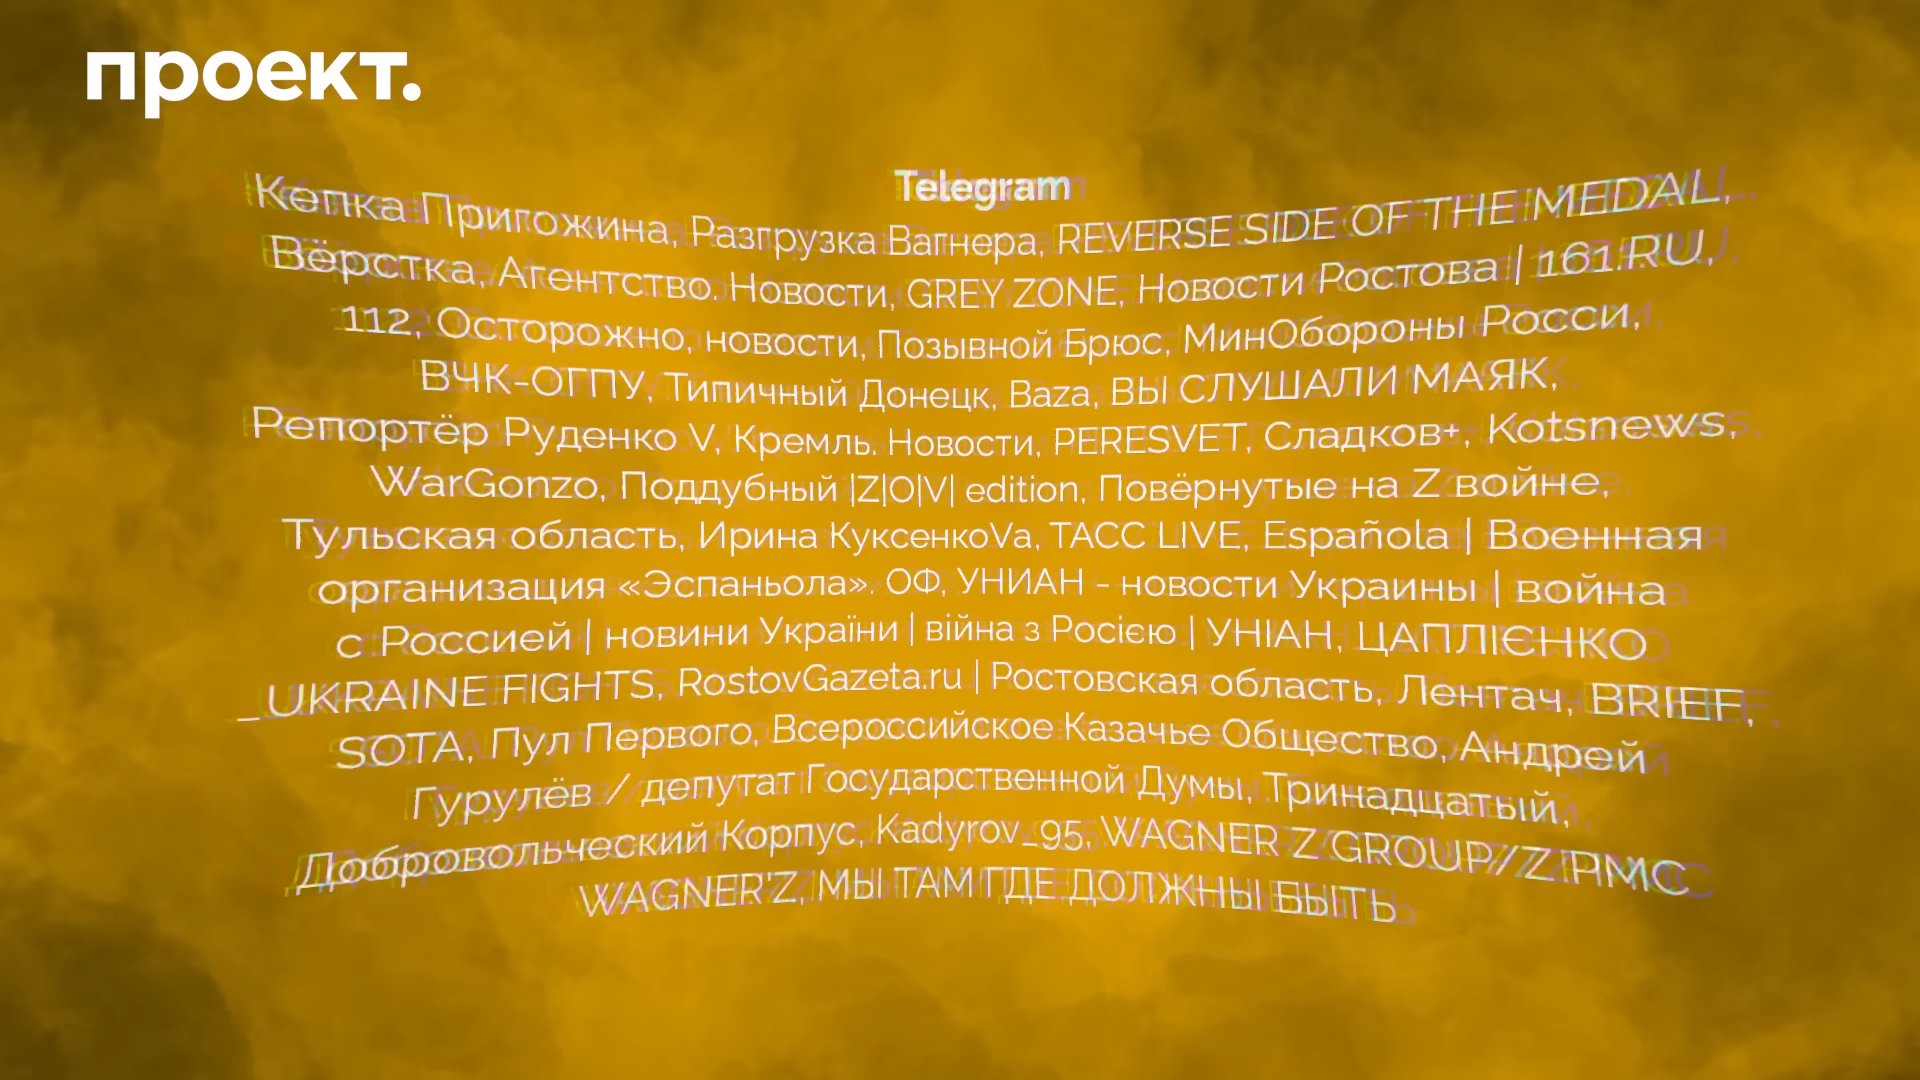 проект.
Telegram
Кепка Пригожина, Разгрузка Вагнера, REVERSE SIDE OF THE MEDAL,
Вёрстка, Агентство. Новости, GREY ZONE, Новости Ростова | 161.RU,
112, Осторожно, новости, Позывной Брюс, МинОбороны Росси,
ВЧК-ОГПУ, Типичный Донецк, Baza, ВЫ СЛУШАЛИ МАЯК,
Репортёр Руденко V, Кремль. Новости, PERESVET, Сладков+, Kotsnews,
WarGonzo, Поддубный |Z|O|V| edition, Повёрнутые на Z войне,
Тульская область, Ирина КуксенкоVa, ТАСС LIVE, Española | Военная
организация «Эспаньола». ОФ, УНИАН - новости Украины | война
с Россией | новини України | війна з Росією | УНІАН, ЦАПЛІЄНКО
_UKRAINE FIGHTS, RostovGazeta.ru | Ростовская область, Лентач, BRIEF,
SOTA, Пул Первого, Всероссийское Казачье Общество, Андрей
Гурулёв / депутат Государственной Думы, Тринадцатый,
Добровольческий Корпус, Kadyrov_95, WAGNER Z GROUP/Z PMC
WAGNER'Z, МЫ ТАМ ГДЕ ДОЛЖНЫ БЫТЬ